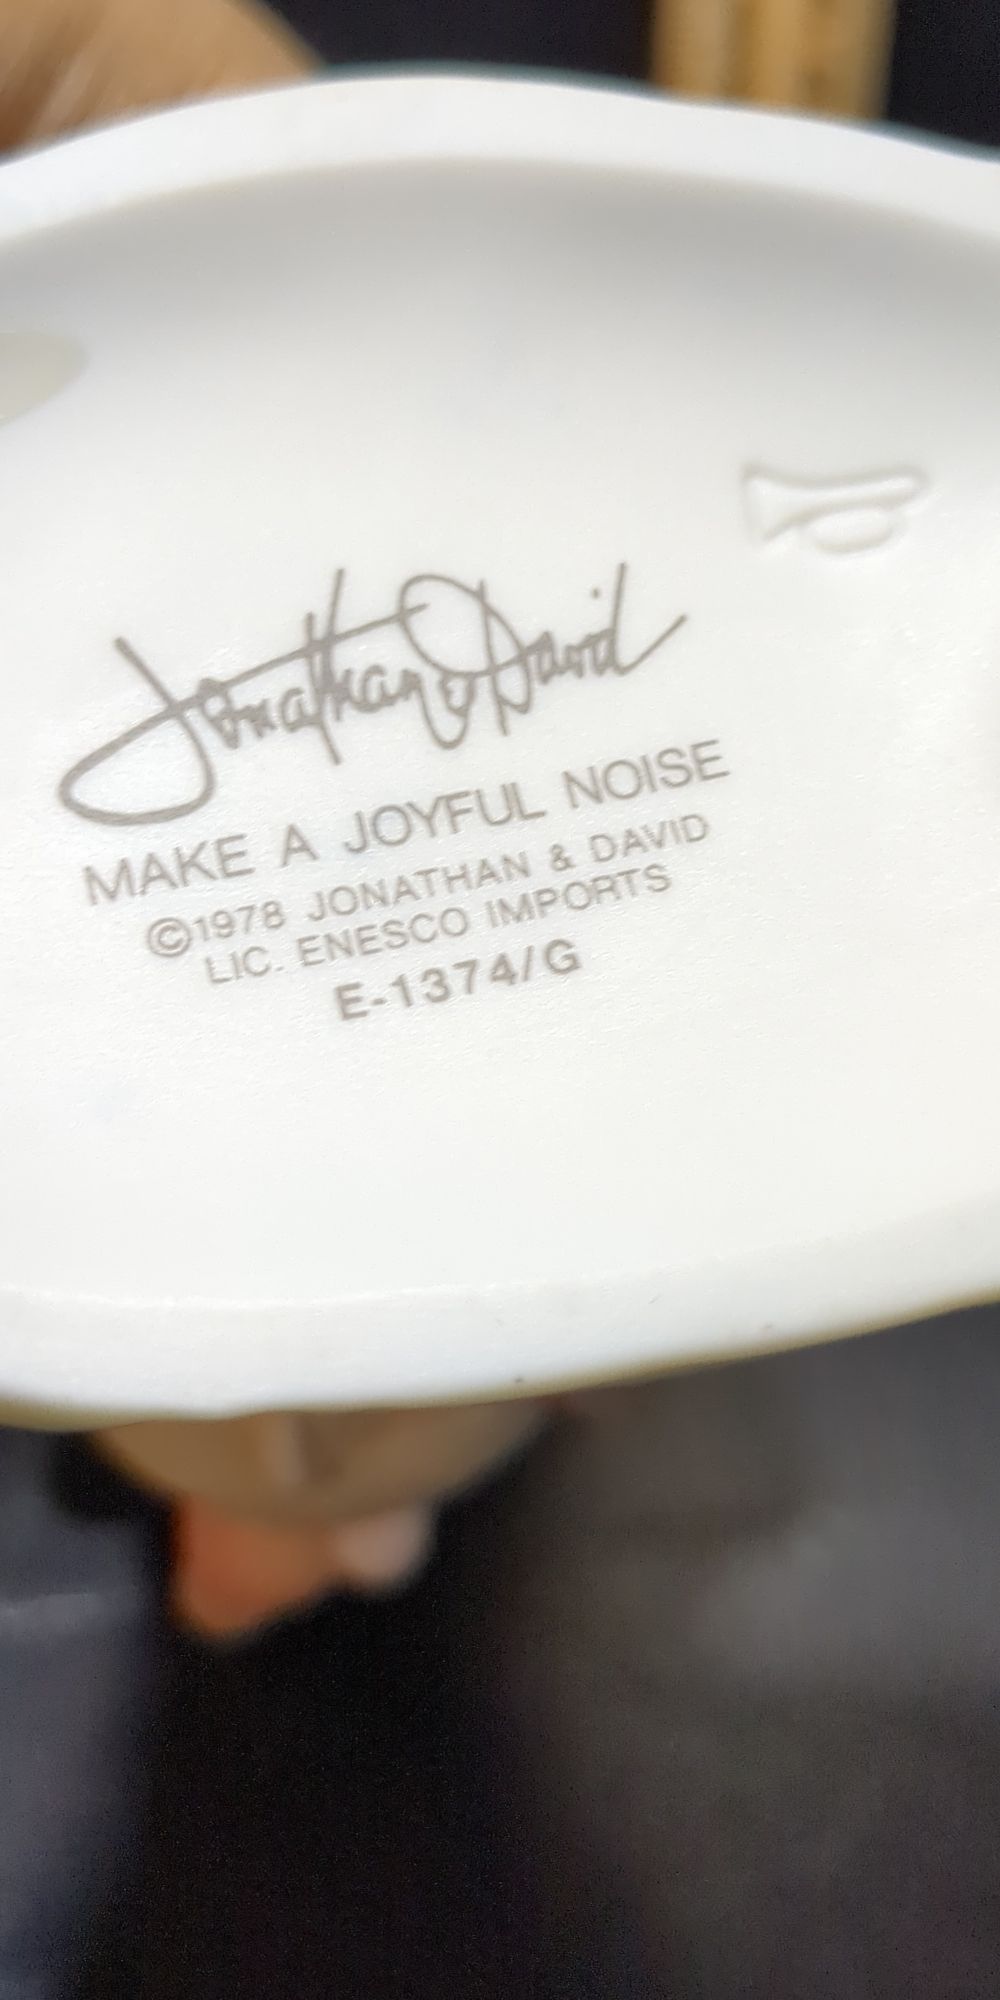 Jonathan & David
MAKE A JOYFUL NOISE
©1978 JONATHAN & DAVID
LIC. ENESCO IMPORTS
E-1374/G